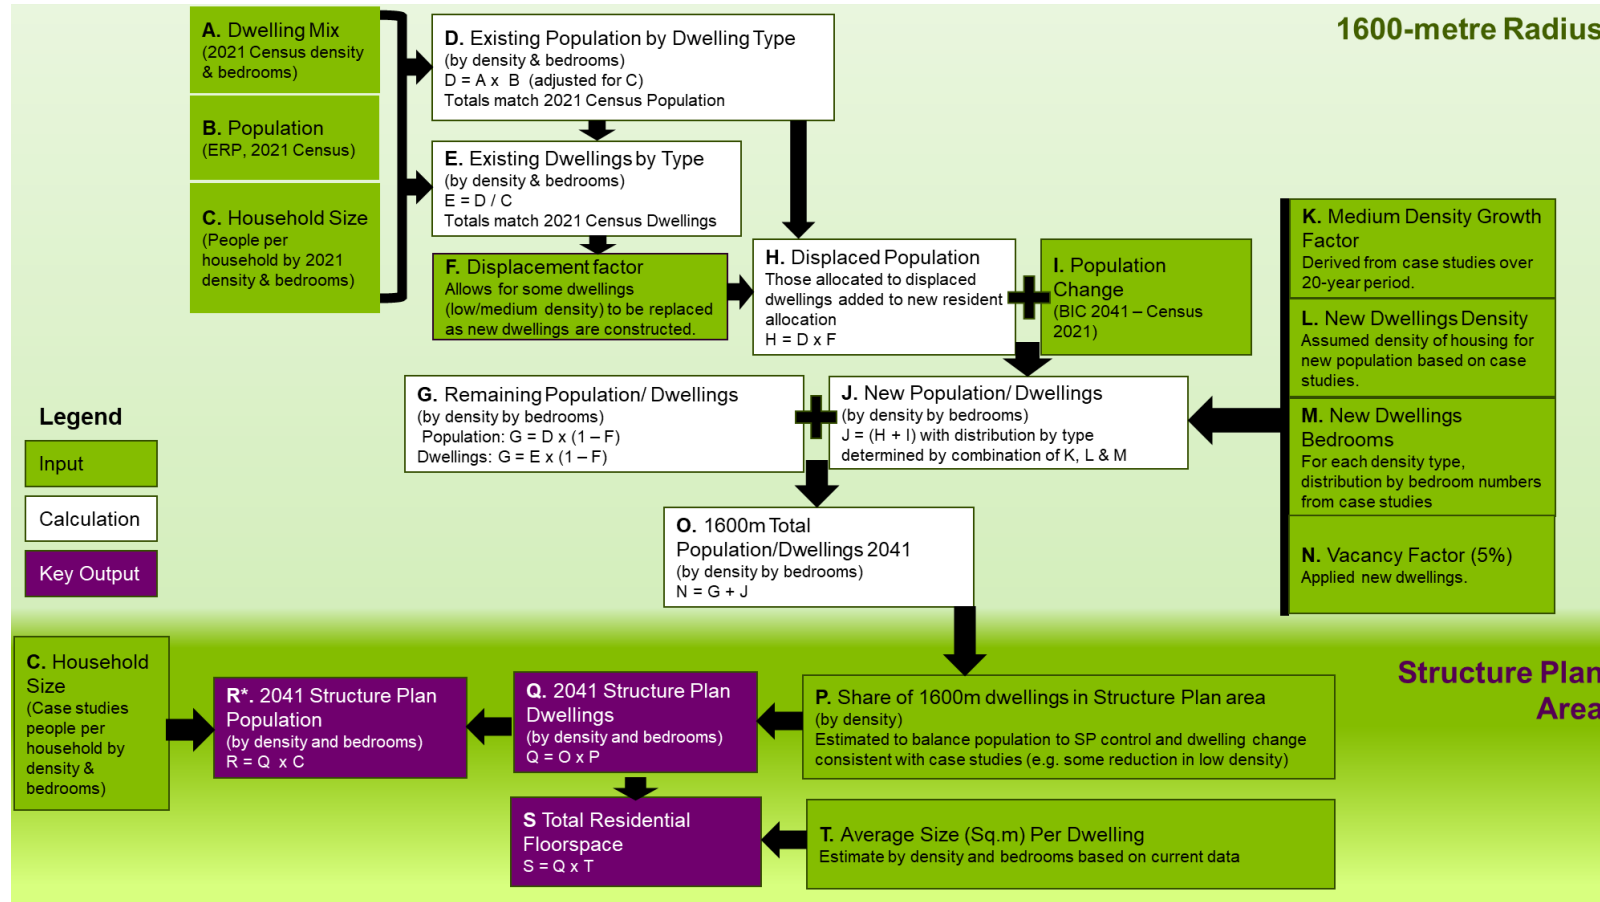 1600-metre Radius
A. Dwelling Mix
(2021 Census density
& bedrooms)
B. Population
(ERP, 2021 Census)
C. Household Size
(People per
household by 2021
density & bedrooms)
D. Existing Population by Dwelling Type
(by density & bedrooms)
D = A x B (adjusted for C)
Totals match 2021 Census Population
E. Existing Dwellings by Type
(by density & bedrooms)
E = D / C
Totals match 2021 Census Dwellings
F. Displacement factor
Allows for some dwellings
(low/medium density) to be replaced
as new dwellings are constructed.
H. Displaced Population
Those allocated to displaced
dwellings added to new resident
allocation
H = D x F
I. Population
Change
(BIC 2041 – Census
2021)
K. Medium Density Growth
Factor
Derived from case studies over
20-year period.
L. New Dwellings Density
Assumed density of housing for
new population based on case
studies.
M. New Dwellings
Bedrooms
For each density type,
distribution by bedroom numbers
from case studies
N. Vacancy Factor (5%)
Applied new dwellings.
G. Remaining Population/ Dwellings
(by density by bedrooms)
Population: G = D x (1 – F)
Dwellings: G = E x (1 – F)
J. New Population/ Dwellings
(by density by bedrooms)
J = (H + I) with distribution by type
determined by combination of K, L & M
Legend
Input
Calculation
Key Output
O. 1600m Total
Population/Dwellings 2041
(by density by bedrooms)
N = G + J
Structure Plan
Area
C. Household
Size
(Case studies
people per
household by
density &
bedrooms)
R*. 2041 Structure Plan
Population
(by density and bedrooms)
R = Q x C
Q. 2041 Structure Plan
Dwellings
(by density and bedrooms)
Q = O x P
P. Share of 1600m dwellings in Structure Plan area
(by density)
Estimated to balance population to SP control and dwelling change
consistent with case studies (e.g. some reduction in low density)
S Total Residential
Floorspace
S = Q x T
T. Average Size (Sq.m) Per Dwelling
Estimate by density and bedrooms based on current data